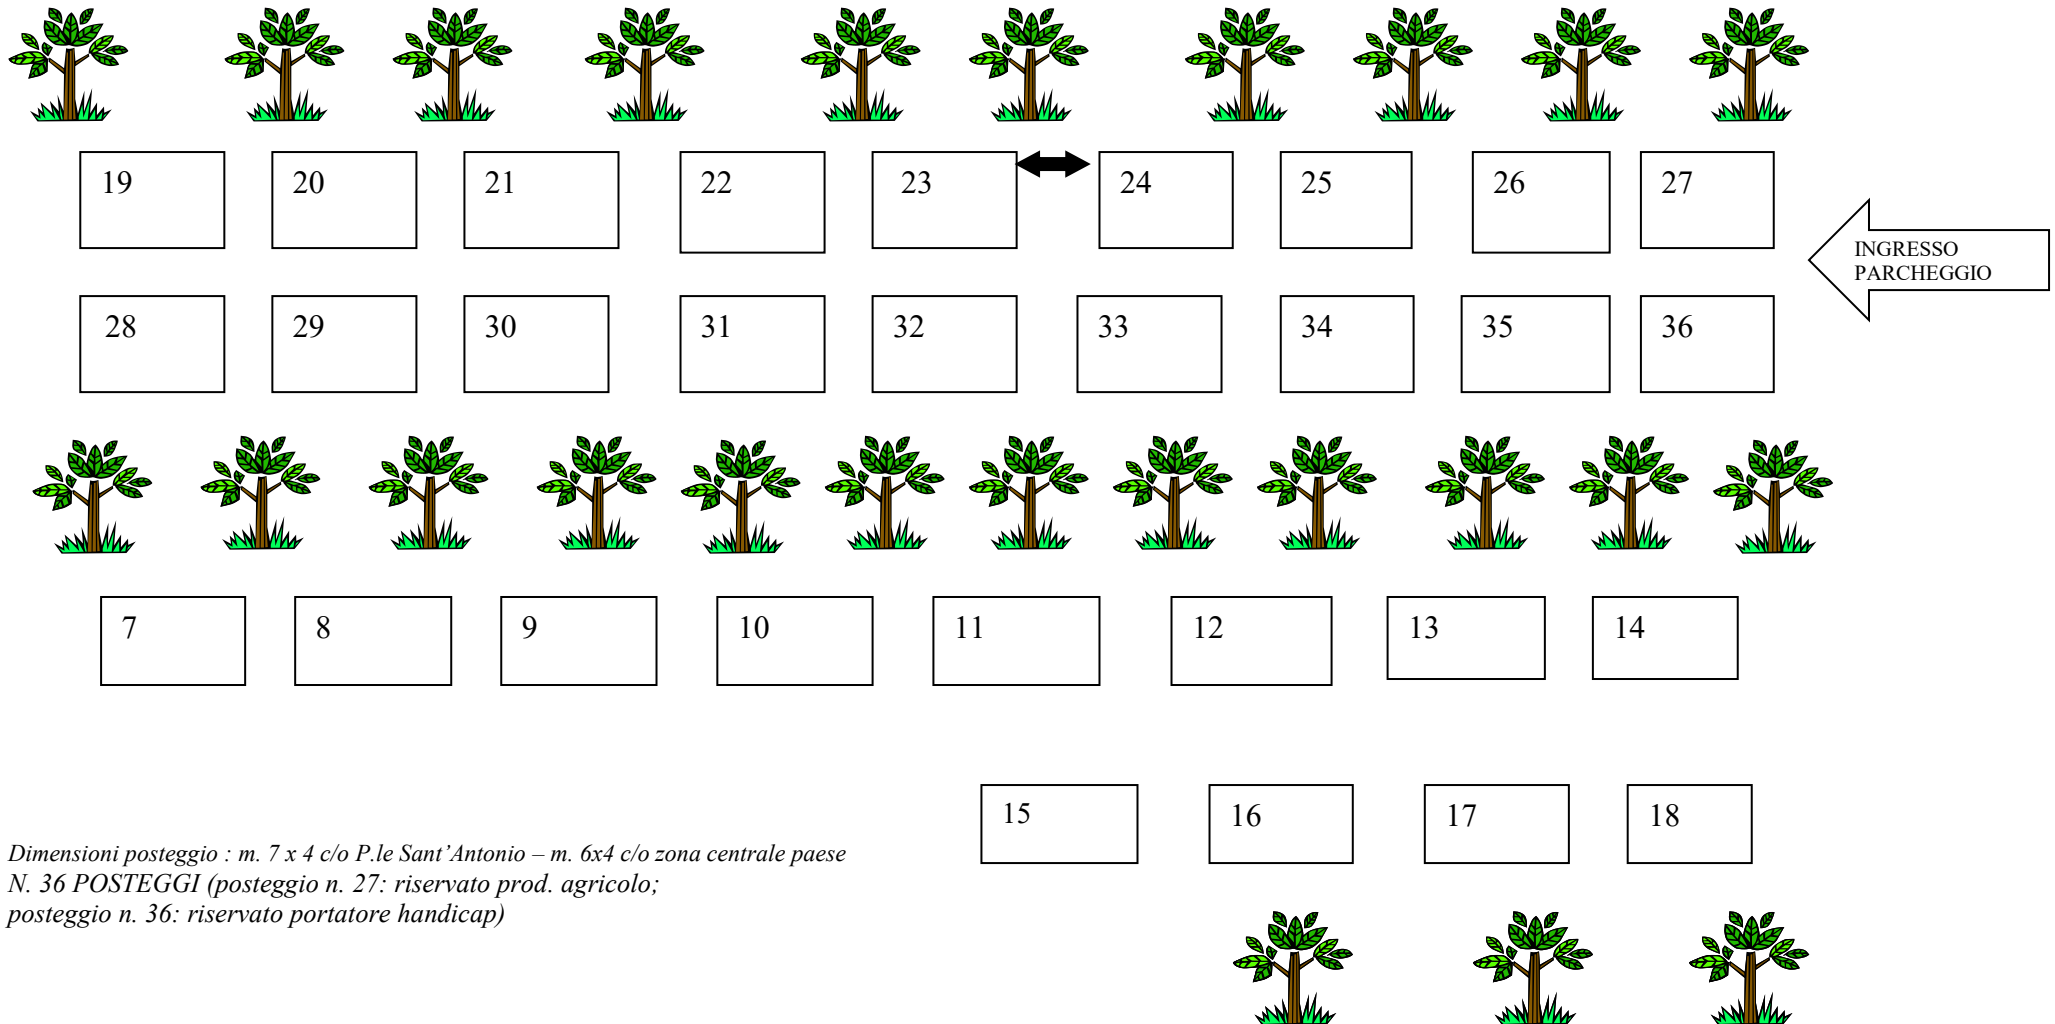 19 20 21 22 23 24 25 26 27
INGRESSO
PARCHEGGIO
28 29 30 31 32 33 34 35 36
7 8 9 10 11 12 13 14
15 16 17 18
Dimensioni posteggio : m. 7 x 4 c/o P.le Sant’Antonio – m. 6x4 c/o zona centrale paese
N. 36 POSTEGGI (posteggio n. 27: riservato prod. agricolo;
posteggio n. 36: riservato portatore handicap)